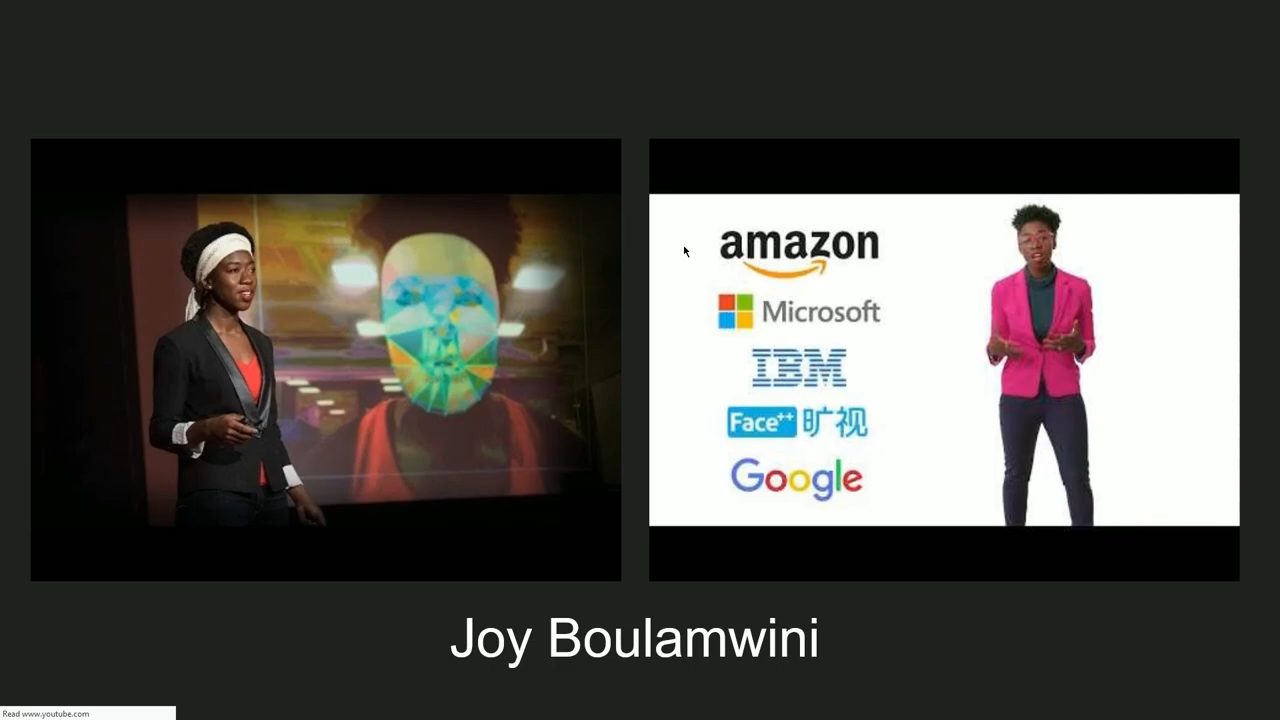 amazon
Microsoft
IBM
Face++ 旷视
Google
Joy Boulamwini
Read www.youtube.com